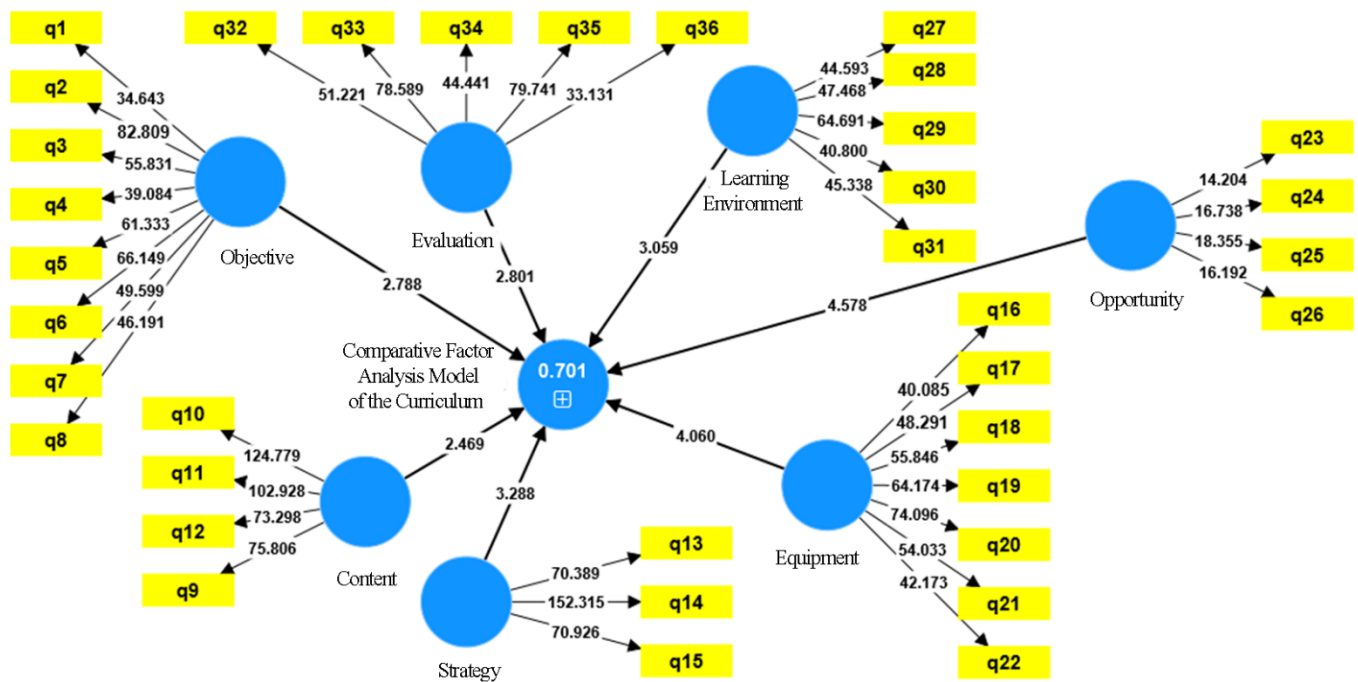 q1
q2
q3
q4
q5
q6
q7
q8
34.643
82.809
55.831
39.084
61.333
66.149
49.599
46.191
Objective
2.788
q32
q33
q34
q35
q36
51.221
78.589
44.441
79.741
33.131
Evaluation
2.801
q27
q28
q29
q30
q31
44.593
47.468
64.691
40.800
45.338
Learning
Environment
3.059
q23
q24
q25
q26
14.204
16.738
18.355
16.192
Opportunity
4.578
Comparative Factor
Analysis Model
of the Curriculum
0.701
q10
q11
q12
q9
124.779
102.928
73.298
75.806
Content
2.469
q13
q14
q15
70.389
152.315
70.926
Strategy
3.288
q16
q17
q18
q19
q20
q21
q22
40.085
48.291
55.846
64.174
74.096
54.033
42.173
Equipment
4.060